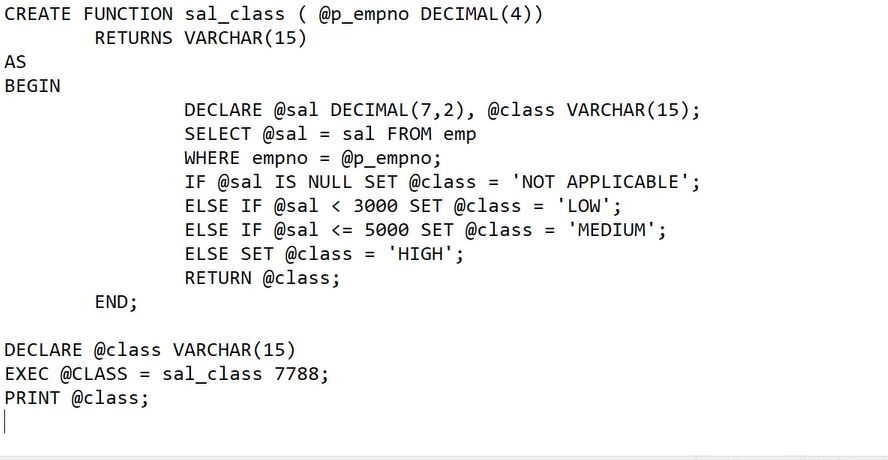 CREATE FUNCTION sal_class ( @p_empno DECIMAL(4))
RETURNS VARCHAR(15)
AS
BEGIN
DECLARE @sal DECIMAL(7,2), @class VARCHAR(15);
SELECT @sal = sal FROM emp
WHERE empno = @p_empno;
IF @sal IS NULL SET @class = 'NOT APPLICABLE';
ELSE IF @sal < 3000 SET @class = 'LOW';
ELSE IF @sal <= 5000 SET @class = 'MEDIUM';
ELSE SET @class = 'HIGH';
RETURN @class;
END;
DECLARE @class VARCHAR(15)
EXEC @CLASS = sal_class 7788;
PRINT @class;